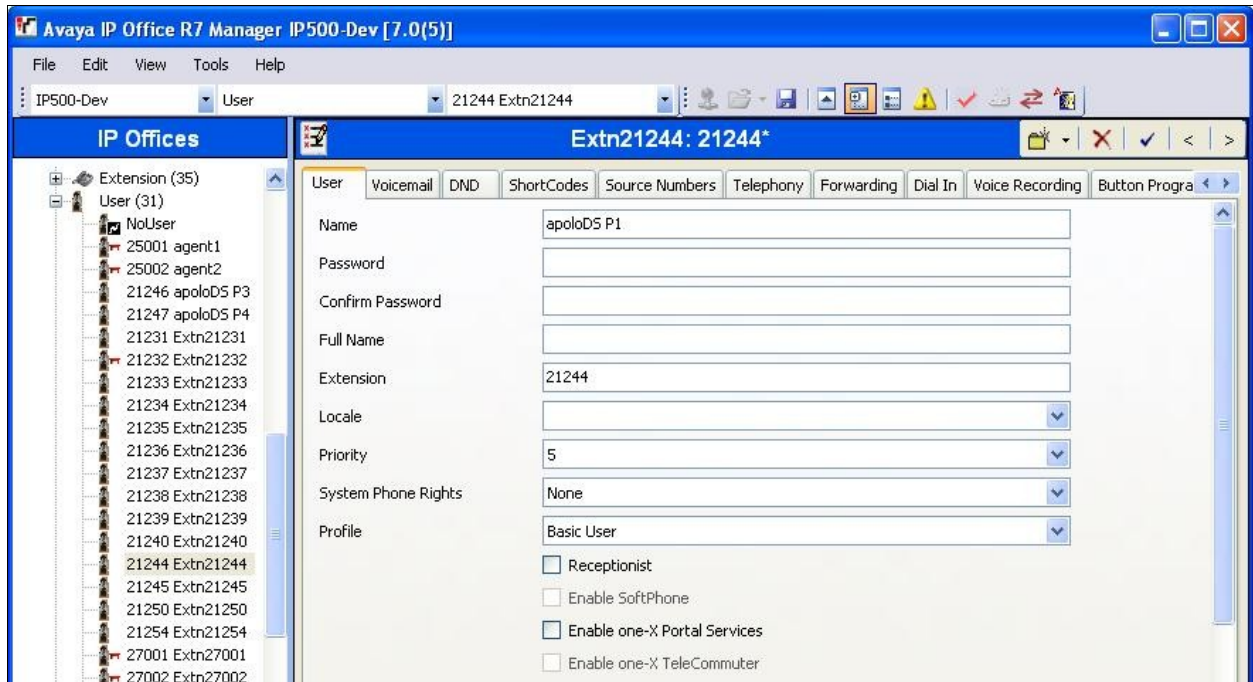 Avaya IP Office R7 Manager IP500-Dev [7.0(5)]
File Edit View Tools Help
IP500-Dev User 21244 Extn21244
IP Offices
Extension (35)
User (31)
NoUser
25001 agent1
25002 agent2
21246 apoloDS P3
21247 apoloDS P4
21231 Extn21231
21232 Extn21232
21233 Extn21233
21234 Extn21234
21235 Extn21235
21236 Extn21236
21237 Extn21237
21238 Extn21238
21239 Extn21239
21240 Extn21240
21244 Extn21244
21245 Extn21245
21250 Extn21250
21254 Extn21254
27001 Extn27001
27002 Extn27002
Extn21244: 21244*
User Voicemail DND ShortCodes Source Numbers Telephony Forwarding Dial In Voice Recording Button Progra
Name apoloDS P1
Password
Confirm Password
Full Name
Extension 21244
Locale
Priority 5
System Phone Rights None
Profile Basic User
Receptionist
Enable SoftPhone
Enable one-X Portal Services
Enable one-X TeleCommuter